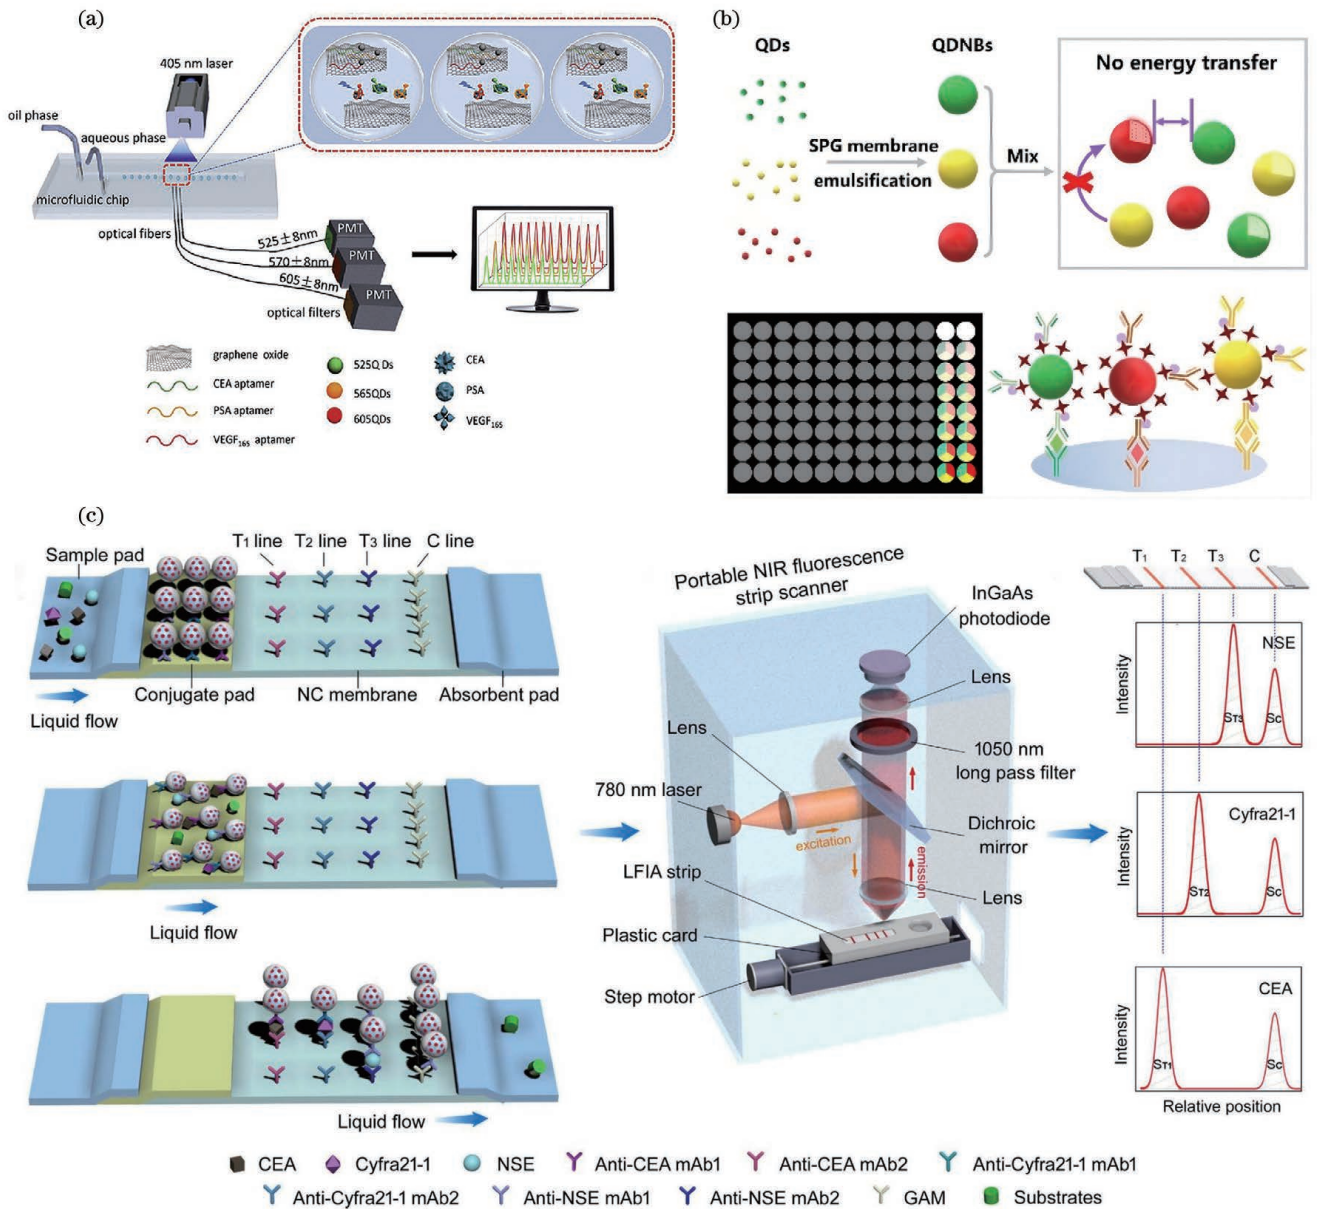 (a)
405 nm laser
oil phase
aqueous phase
microfluidic chip
optical fibers
525±8nm
570±8nm
605±8nm
PMT
PMT
PMT
optical filters
graphene oxide
CEA aptamer
PSA aptamer
VEGF165 aptamer
525Q Ds
565QDs
605QDs
CEA
PSA
VEGF165
(b)
QDs
QDNBs
SPG membrane
emulsification
Mix
No energy transfer
(c)
Sample pad
T1 line
T2 line
T3 line
C line
Conjugate pad
NC membrane
Absorbent pad
Liquid flow
Liquid flow
Liquid flow
Portable NIR fluorescence
strip scanner
InGaAs
photodiode
Lens
Lens
1050 nm
long pass filter
780 nm laser
excitation
emission
Dichroic
mirror
LFIA strip
Lens
Plastic card
Step motor
T1 T2 T3 C
NSE
Intensity
ST3
SC
Cyfra21-1
Intensity
ST2
SC
CEA
Intensity
ST1
SC
Relative position
CEA
Cyfra21-1
NSE
Anti-CEA mAb1
Anti-CEA mAb2
Anti-Cyfra21-1 mAb1
Anti-Cyfra21-1 mAb2
Anti-NSE mAb1
Anti-NSE mAb2
GAM
Substrates